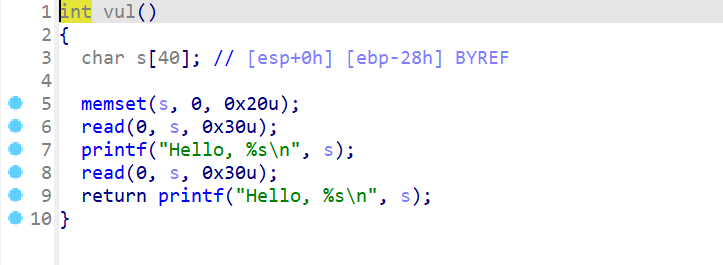 1 int vul()
2 {
3 char s[40]; // [esp+0h] [ebp-28h] BYREF
4
5 memset(s, 0, 0x20u);
6 read(0, s, 0x30u);
7 printf("Hello, %s\n", s);
8 read(0, s, 0x30u);
9 return printf("Hello, %s\n", s);
10 }